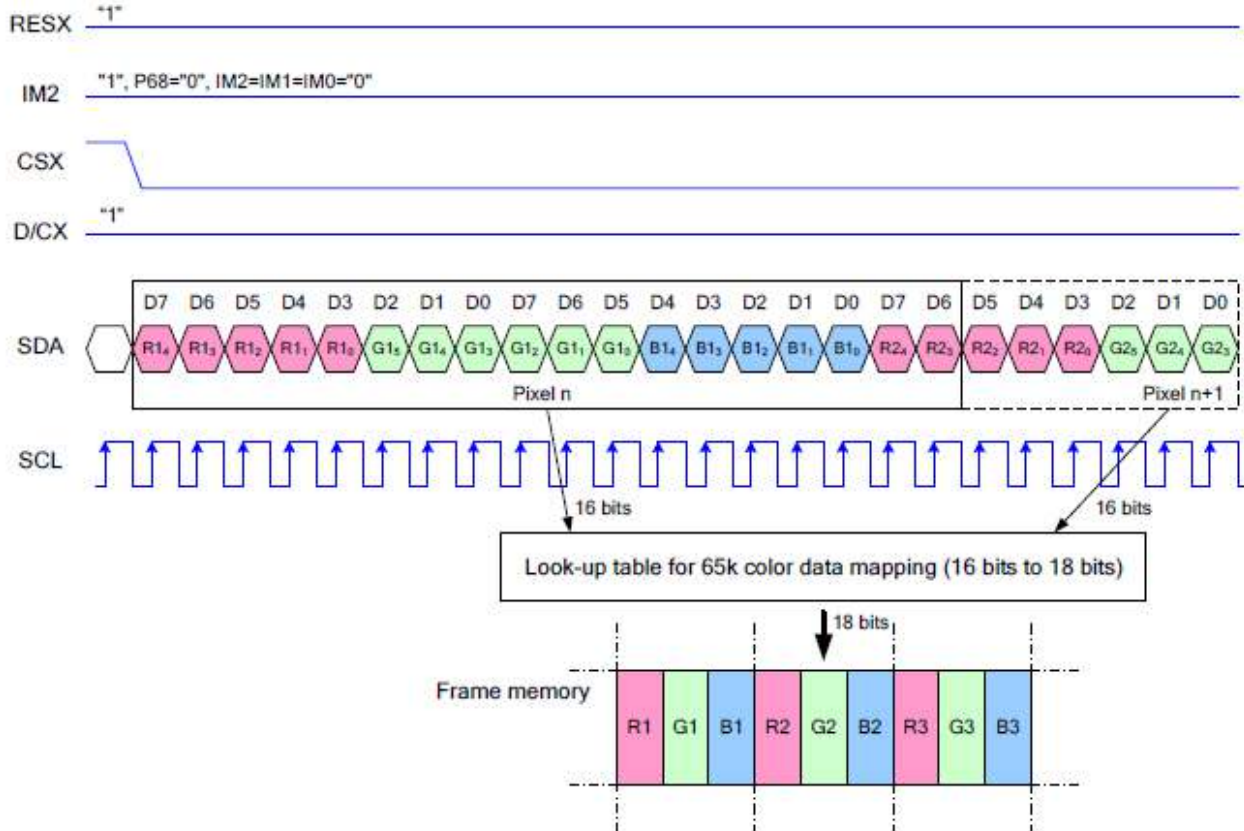 RESX "1"
IM2 "1", P68="0", IM2=IM1=IM0="0"
CSX
D/CX "1"
D7 D6 D5 D4 D3 D2 D1 D0 D7 D6 D5 D4 D3 D2 D1 D0 D7 D6 D5 D4 D3 D2 D1 D0
SDA R1₄ R1₃ R1₂ R1₁ R1₀ G1₅ G1₄ G1₃ G1₂ G1₁ G1₀ B1₄ B1₃ B1₂ B1₁ B1₀ R2₄ R2₃ R2₂ R2₁ R2₀ G2₅ G2₄ G2₃
Pixel n Pixel n+1
SCL
16 bits 16 bits
Look-up table for 65k color data mapping (16 bits to 18 bits)
18 bits
Frame memory
R1 G1 B1 R2 G2 B2 R3 G3 B3